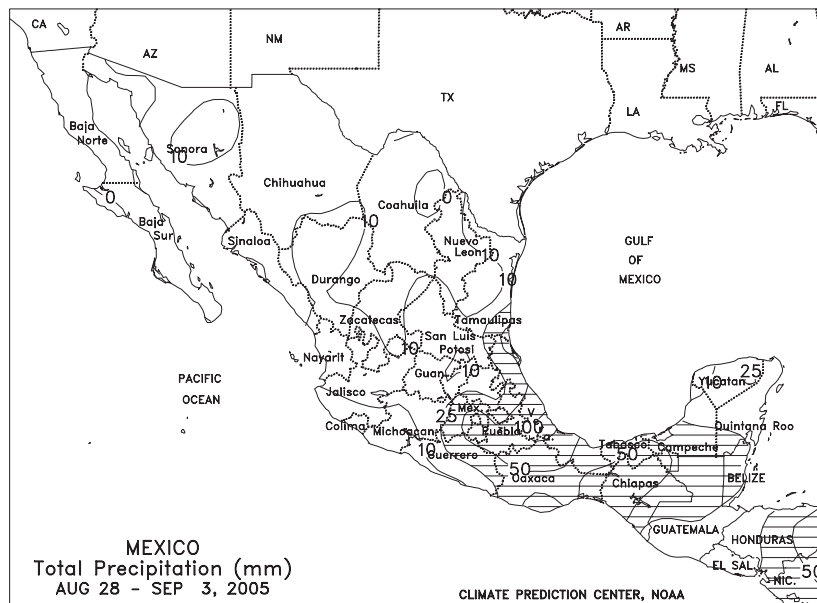 CA
AZ
NM
AR
MS
AL
TX
LA
FL
Baja
Norte
Sonora
10
Chihuahua
0
Coahuila
0
Baja
Sur
Sinaloa
10
Nuevo
Leon
10
GULF
OF
MEXICO
Durango
10
Zacatecas
Tamaulipas
San Luis
Potosi
10
Nayarit
10
Guan.
PACIFIC
OCEAN
Jalisco
25
Yucatan
10
Mex.
25
Colima
Michoacan
Puebla
100
Quintana Roo
10
Guerrero
Tabasco
50
Campeche
50
Oaxaca
Chiapas
BELIZE
GUATEMALA
HONDURAS
EL SAL.
NIC.
50
MEXICO
Total Precipitation (mm)
AUG 28 - SEP 3, 2005
CLIMATE PREDICTION CENTER, NOAA